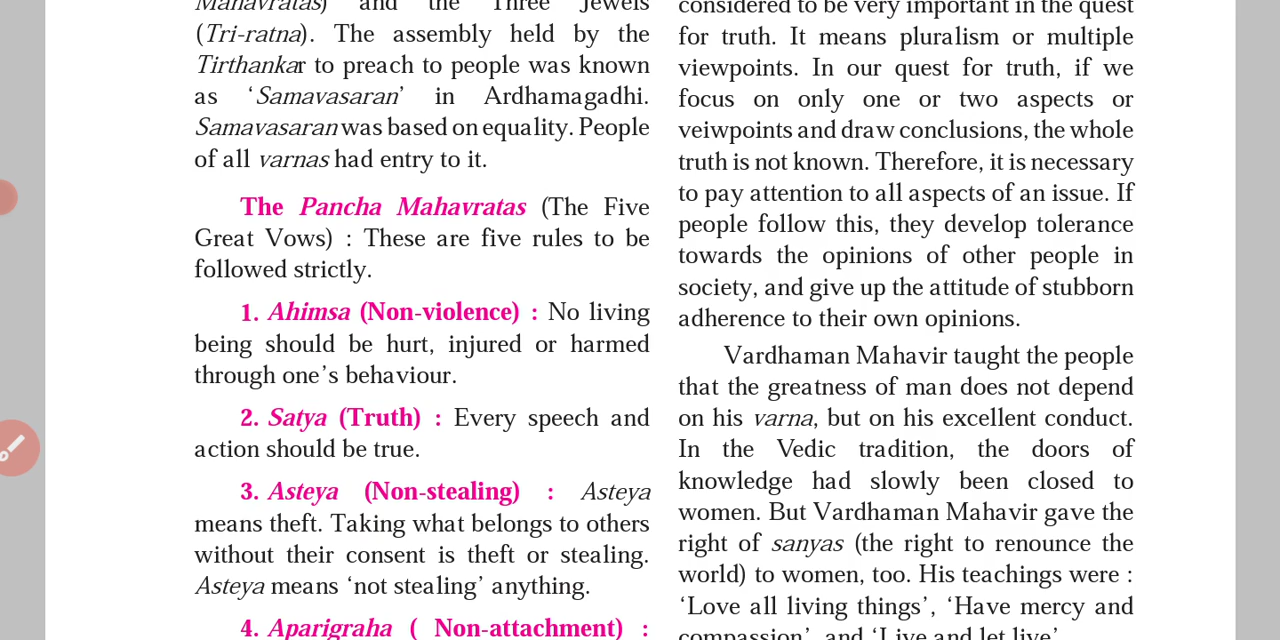 Mahavratas) and the Three Jewels
(Tri-ratna). The assembly held by the
Tirthankar to preach to people was known
as ‘Samavasaran’ in Ardhamagadhi.
Samavasaran was based on equality. People
of all varnas had entry to it.
The Pancha Mahavratas (The Five
Great Vows) : These are five rules to be
followed strictly.
1. Ahimsa (Non-violence) : No living
being should be hurt, injured or harmed
through one’s behaviour.
2. Satya (Truth) : Every speech and
action should be true.
3. Asteya (Non-stealing) : Asteya
means theft. Taking what belongs to others
without their consent is theft or stealing.
Asteya means ‘not stealing’ anything.
4. Aparigraha ( Non-attachment) :
considered to be very important in the quest
for truth. It means pluralism or multiple
viewpoints. In our quest for truth, if we
focus on only one or two aspects or
veiwpoints and draw conclusions, the whole
truth is not known. Therefore, it is necessary
to pay attention to all aspects of an issue. If
people follow this, they develop tolerance
towards the opinions of other people in
society, and give up the attitude of stubborn
adherence to their own opinions.
Vardhaman Mahavir taught the people
that the greatness of man does not depend
on his varna, but on his excellent conduct.
In the Vedic tradition, the doors of
knowledge had slowly been closed to
women. But Vardhaman Mahavir gave the
right of sanyas (the right to renounce the
world) to women, too. His teachings were :
‘Love all living things’, ‘Have mercy and
compassion’, and ‘Live and let live’